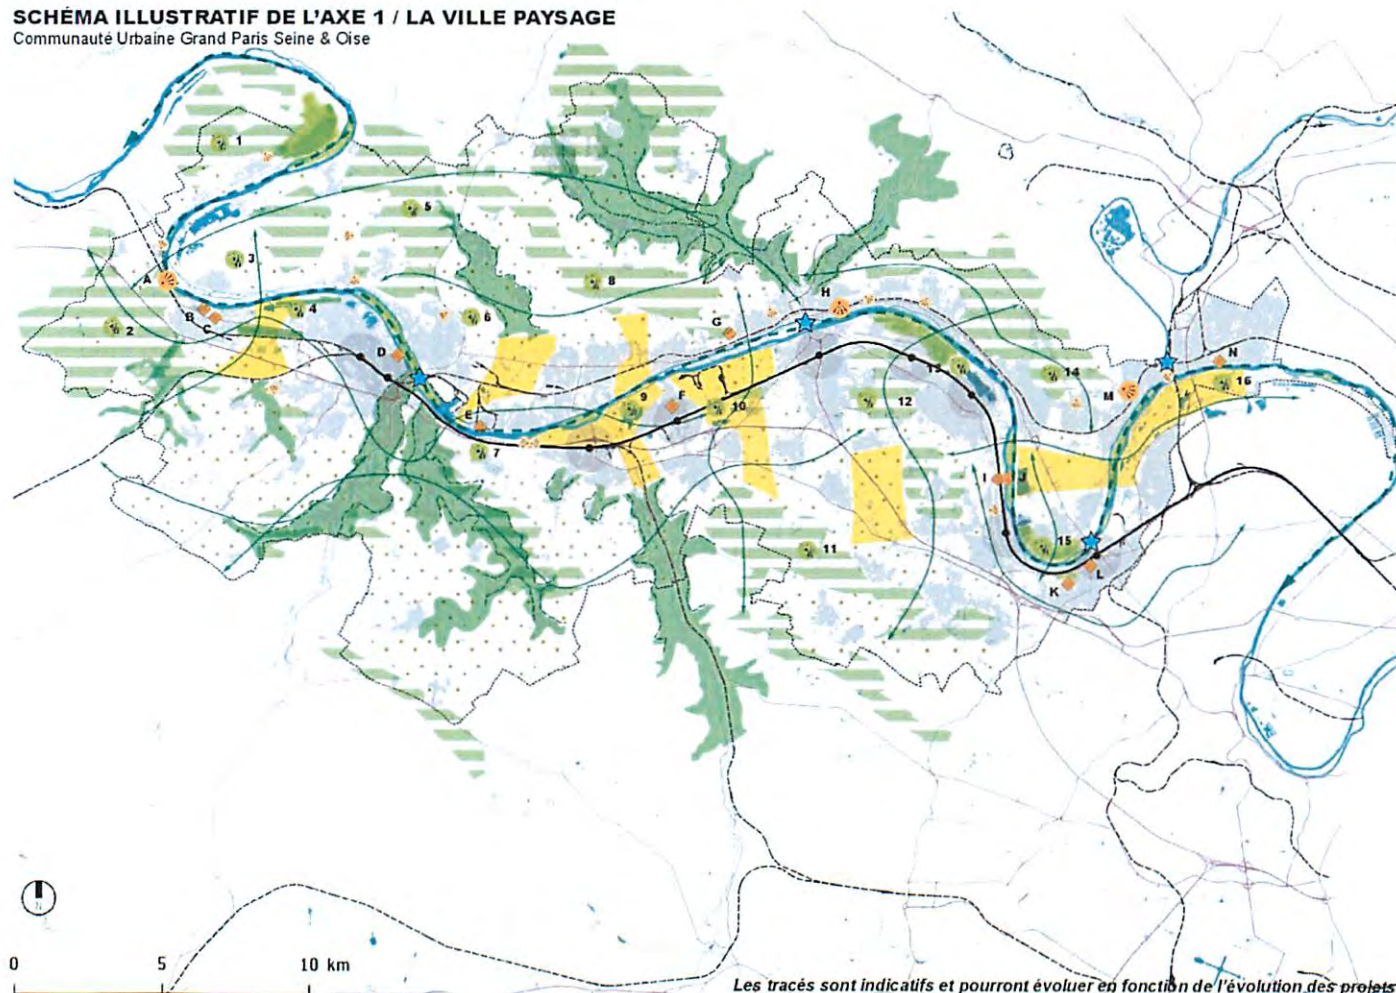 SCHÉMA ILLUSTRATIF DE L'AXE 1 / LA VILLE PAYSAGE
Communauté Urbaine Grand Paris Seine & Oise
1
5
3
A
8
B
4
H
2
C
6
G
D
N
13
14
16
M
E
9
F
10
12
7
I
J
15
11
L
K
N
0 5 10 km
Les tracés sont indicatifs et pourront évoluer en fonction de l'évolution des projets